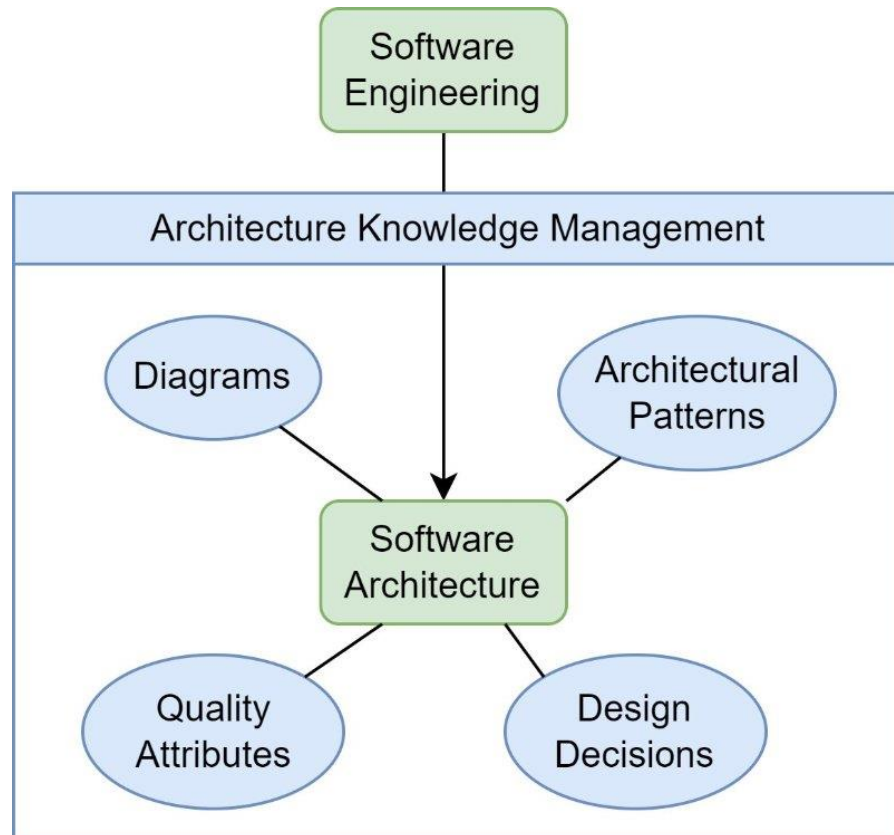 Software
Engineering
Architecture Knowledge Management
Diagrams
Architectural
Patterns
Software
Architecture
Quality
Attributes
Design
Decisions